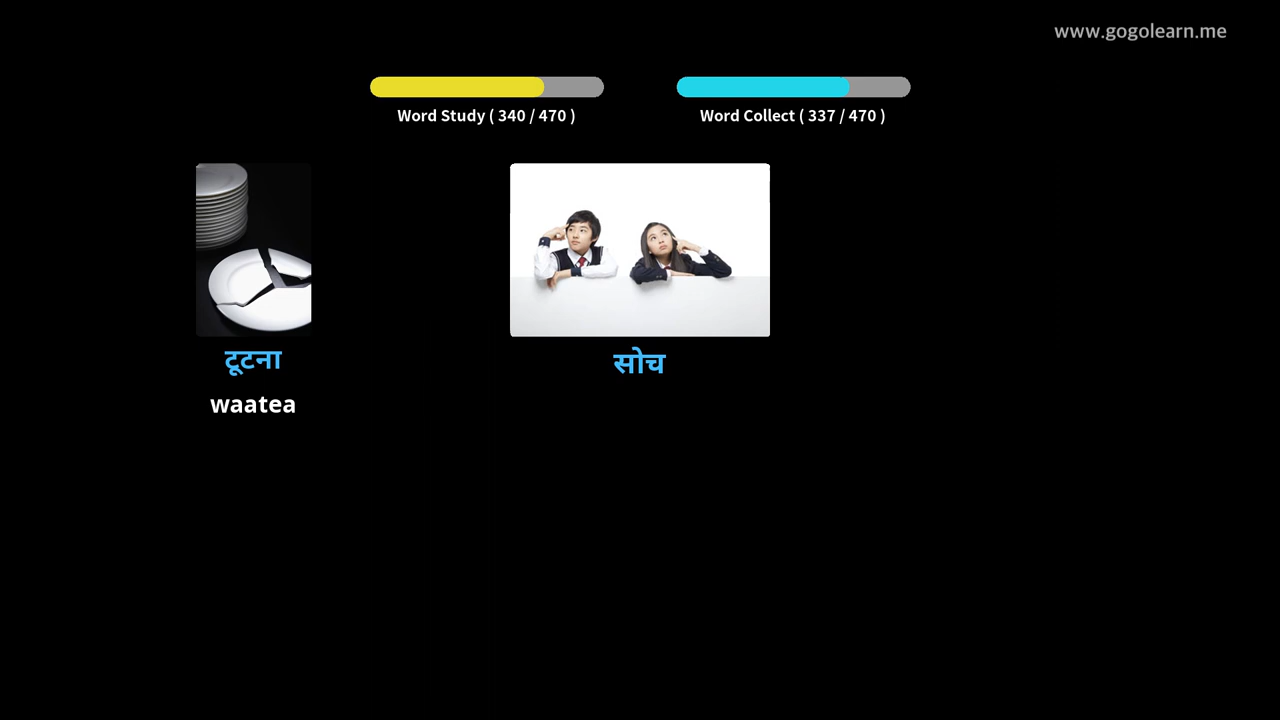 www.gogolearn.me
Word Study ( 340 / 470 )
Word Collect ( 337 / 470 )
टूटना
सोच
waatea